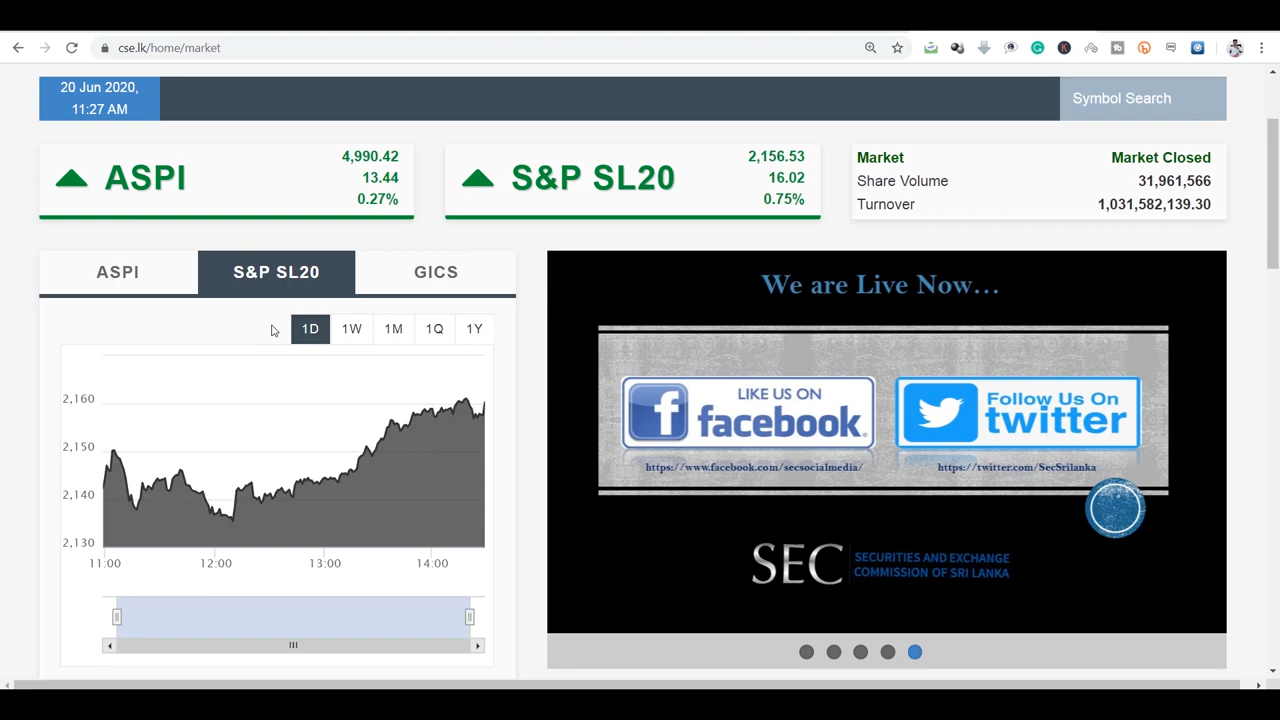 cse.lk/home/market
20 Jun 2020,
11:27 AM
Symbol Search
ASPI
4,990.42
13.44
0.27%
S&P SL20
2,156.53
16.02
0.75%
Market
Market Closed
Share Volume
31,961,566
Turnover
1,031,582,139.30
ASPI
S&P SL20
GICS
1D
1W
1M
1Q
1Y
2,160
2,150
2,140
2,130
11:00
12:00
13:00
14:00
We are Live Now…
f
LIKE US ON
facebook.
https://www.facebook.com/secsocialmedia/
Follow Us On
twitter
https://twitter.com/SecSrilanka
SEC
SECURITIES AND EXCHANGE
COMMISSION OF SRI LANKA